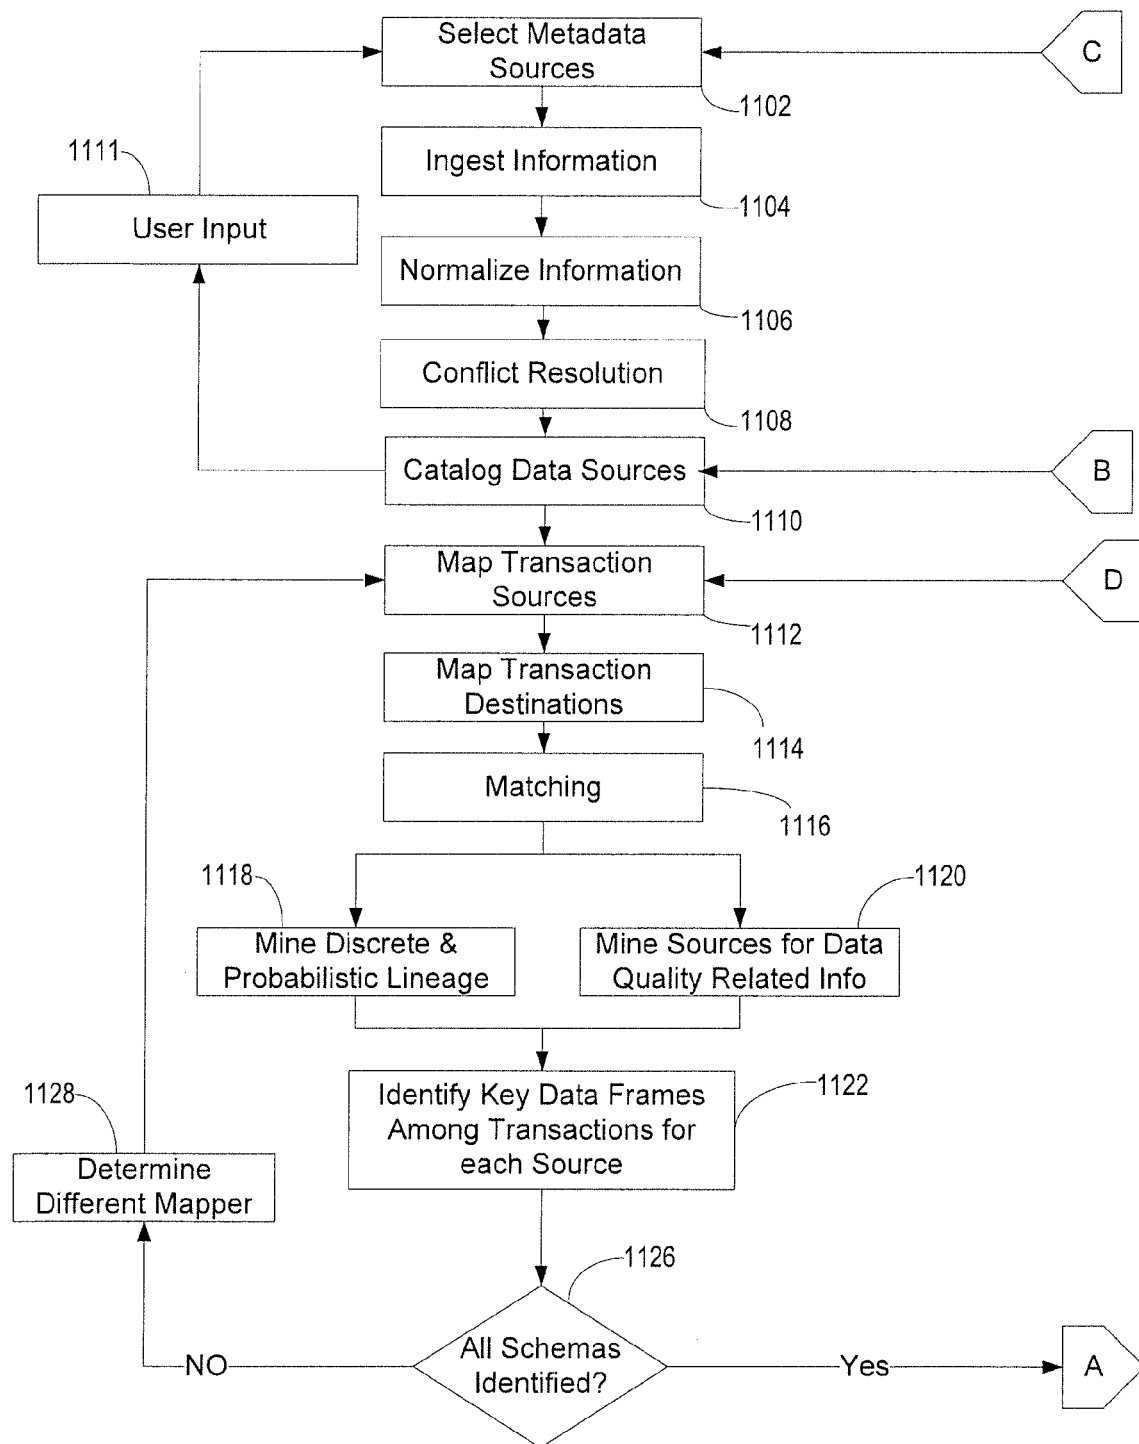 Select Metadata
Sources
C
1102
1111
Ingest Information
1104
User Input
Normalize Information
1106
Conflict Resolution
1108
Catalog Data Sources
B
1110
Map Transaction
Sources
D
1112
Map Transaction
Destinations
1114
Matching
1116
1118
1120
Mine Discrete &
Probabilistic Lineage
Mine Sources for Data
Quality Related Info
1122
Identify Key Data Frames
Among Transactions for
each Source
1128
Determine
Different Mapper
1126
All Schemas
Identified?
NO
Yes
A